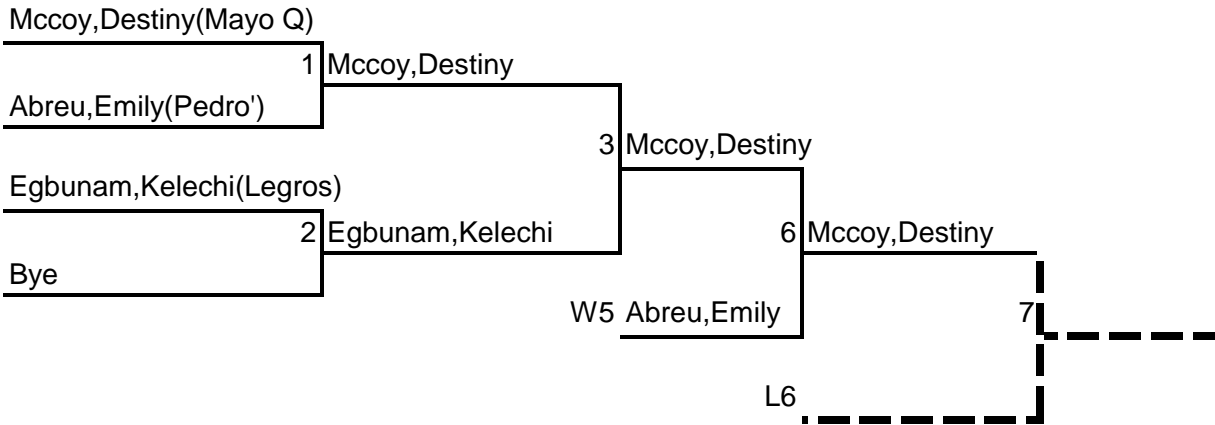 Mccoy,Destiny(Mayo Q)
1 Mccoy,Destiny
Abreu,Emily(Pedro')
3 Mccoy,Destiny
Egbunam,Kelechi(Legros)
2 Egbunam,Kelechi
6 Mccoy,Destiny
Bye
W5 Abreu,Emily
7
L6